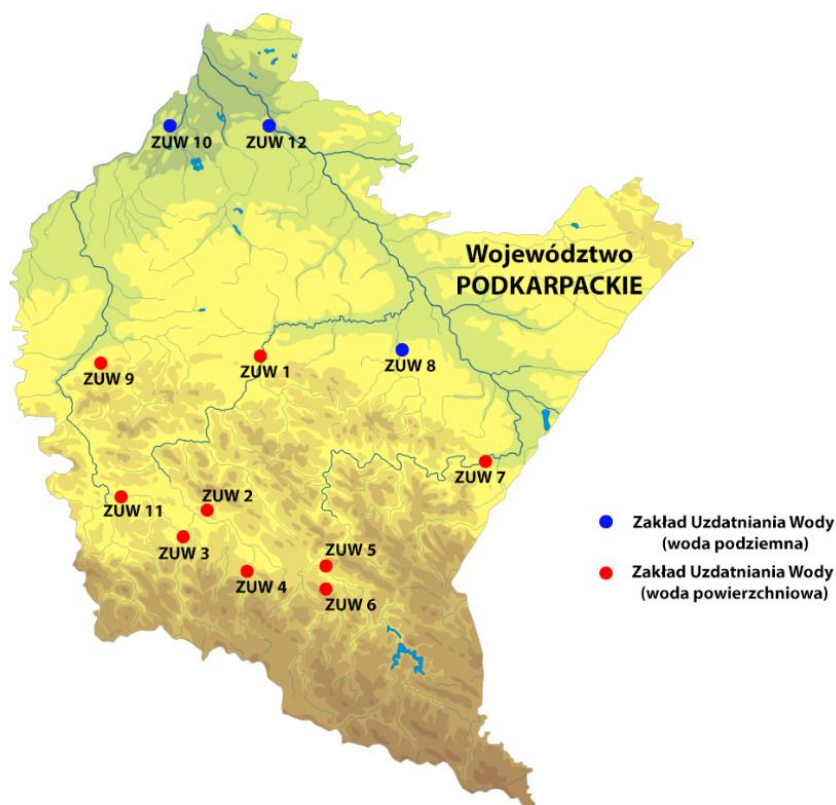 ZUW 10
ZUW 12
Województwo
PODKARPACKIE
ZUW 9
ZUW 1
ZUW 8
ZUW 7
ZUW 11
ZUW 2
ZUW 3
ZUW 4
ZUW 5
ZUW 6
Zakład Uzdatniania Wody
(woda podziemna)
Zakład Uzdatniania Wody
(woda powierzchniowa)